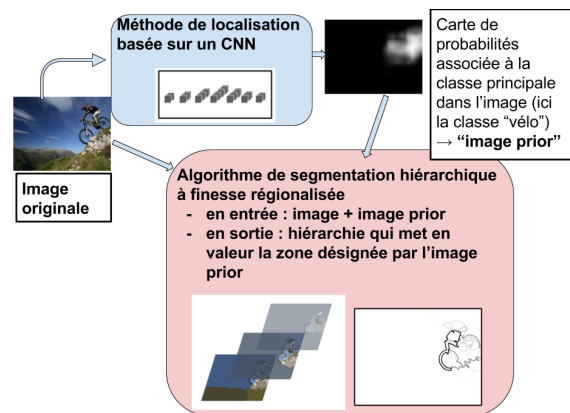 Méthode de localisation
basée sur un CNN
Carte de
probabilités
associée à la
classe principale
dans l'image (ici
la classe "vélo")
→ "image prior"
Image
originale
Algorithme de segmentation hiérarchique
à finesse régionalisée
- en entrée : image + image prior
- en sortie : hiérarchie qui met en
valeur la zone désignée par l'image
prior